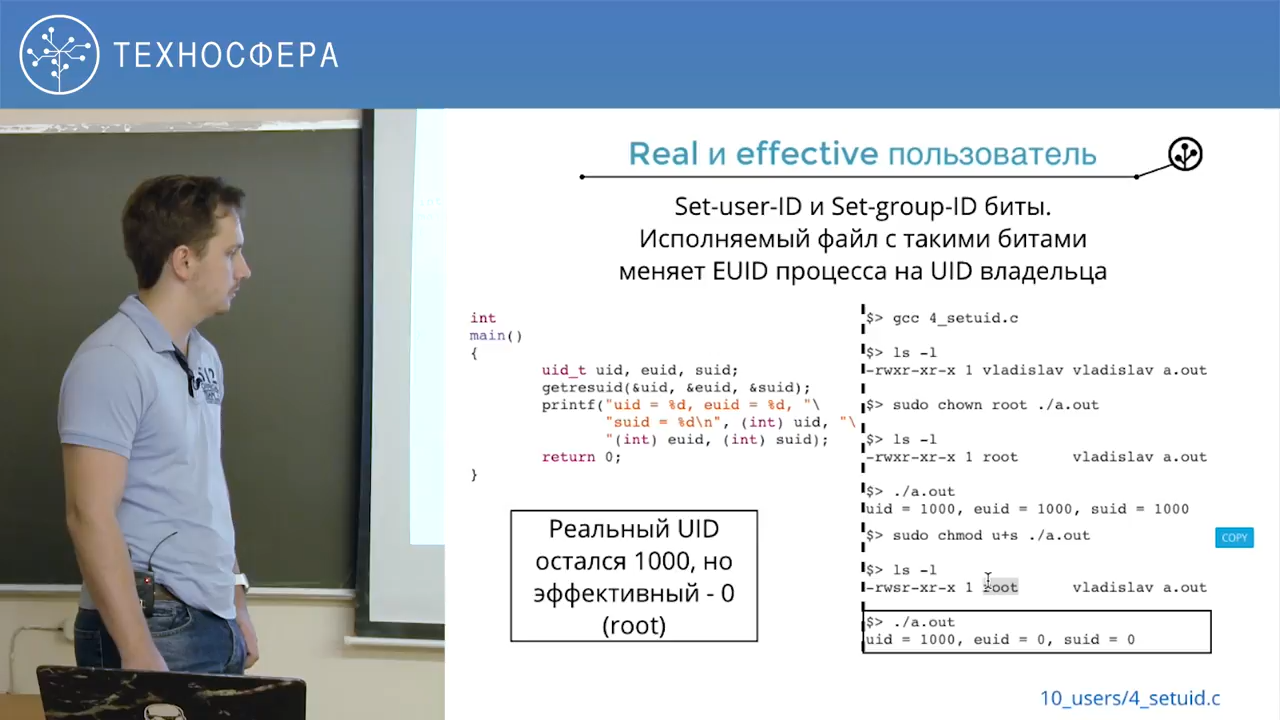 ТЕХНОСФЕРА
Real и effective пользователь
Set-user-ID и Set-group-ID биты.
Исполняемый файл с такими битами
меняет EUID процесса на UID владельца
int
main()
{
uid_t uid, euid, suid;
getresuid(&uid, &euid, &suid);
printf("uid = %d, euid = %d, "\
"suid = %d\n", (int) uid, "\
"(int) euid, (int) suid);
return 0;
}
Реальный UID
остался 1000, но
эффективный - 0
(root)
$> gcc 4_setuid.c
$> ls -l
-rwxr-xr-x 1 vladislav vladislav a.out
$> sudo chown root ./a.out
$> ls -l
-rwxr-xr-x 1 root vladislav a.out
$> ./a.out
uid = 1000, euid = 1000, suid = 1000
$> sudo chmod u+s ./a.out
COPY
$> ls -l
-rwsr-xr-x 1 root vladislav a.out
$> ./a.out
uid = 1000, euid = 0, suid = 0
10_users/4_setuid.c